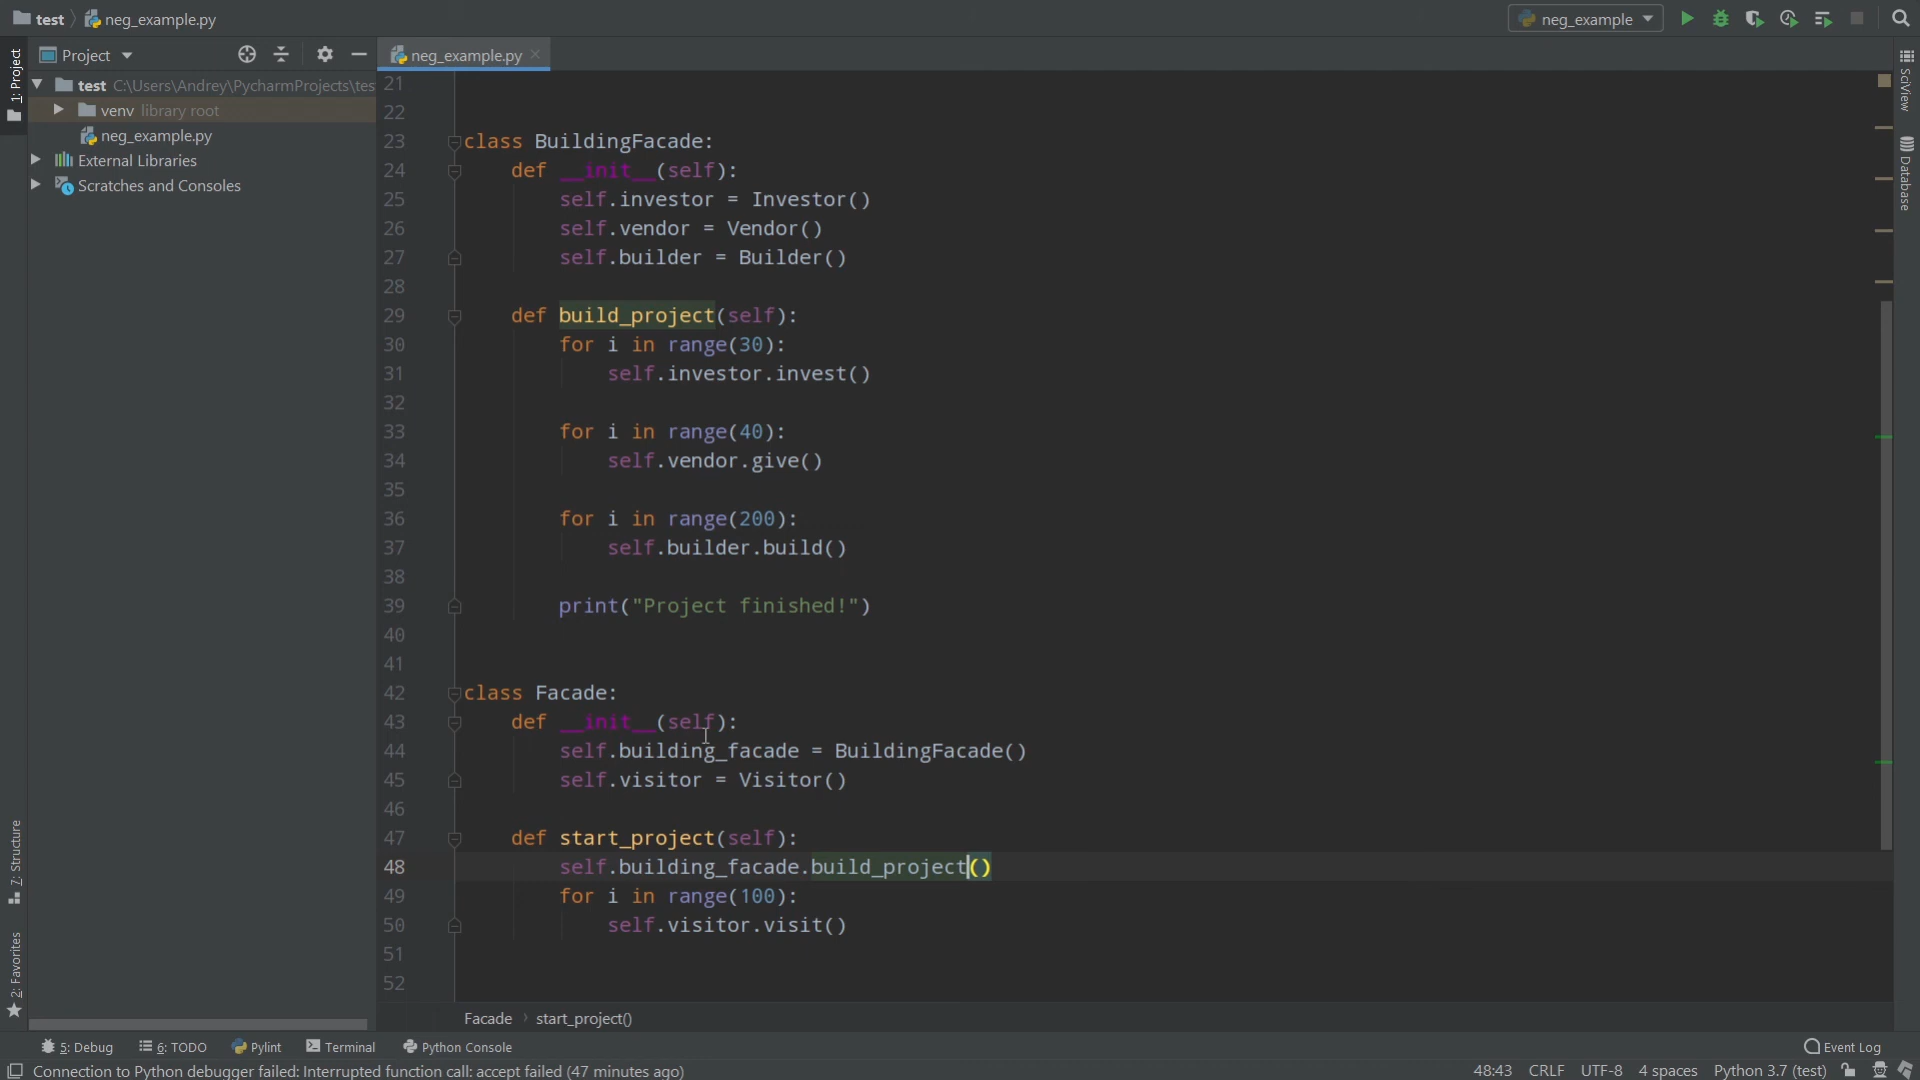 test neg_example.py
neg_example
Project
neg_example.py
1: Project
test C:\Users\Andrey\PycharmProjects\tes
venv library root
neg_example.py
External Libraries
Scratches and Consoles
7: Structure
2: Favorites
SciView
Database
21
22
23 class BuildingFacade:
24 def __init__(self):
25 self.investor = Investor()
26 self.vendor = Vendor()
27 self.builder = Builder()
28
29 def build_project(self):
30 for i in range(30):
31 self.investor.invest()
32
33 for i in range(40):
34 self.vendor.give()
35
36 for i in range(200):
37 self.builder.build()
38
39 print("Project finished!")
40
41
42 class Facade:
43 def __init__(self):
44 self.building_facade = BuildingFacade()
45 self.visitor = Visitor()
46
47 def start_project(self):
48 self.building_facade.build_project()
49 for i in range(100):
50 self.visitor.visit()
51
52
Facade › start_project()
5: Debug 6: TODO Pylint Terminal Python Console Event Log
Connection to Python debugger failed: Interrupted function call: accept failed (47 minutes ago) 48:43 CRLF UTF-8 4 spaces Python 3.7 (test)